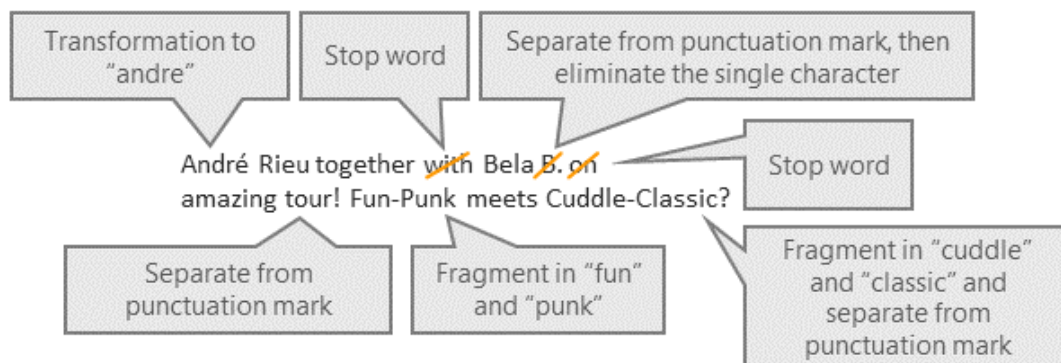 Transformation to
“andre”
Stop word
Separate from punctuation mark, then
eliminate the single character
André Rieu together with Bela B. on
amazing tour! Fun-Punk meets Cuddle-Classic?
Stop word
Separate from
punctuation mark
Fragment in “fun”
and “punk”
Fragment in “cuddle”
and “classic” and
separate from
punctuation mark